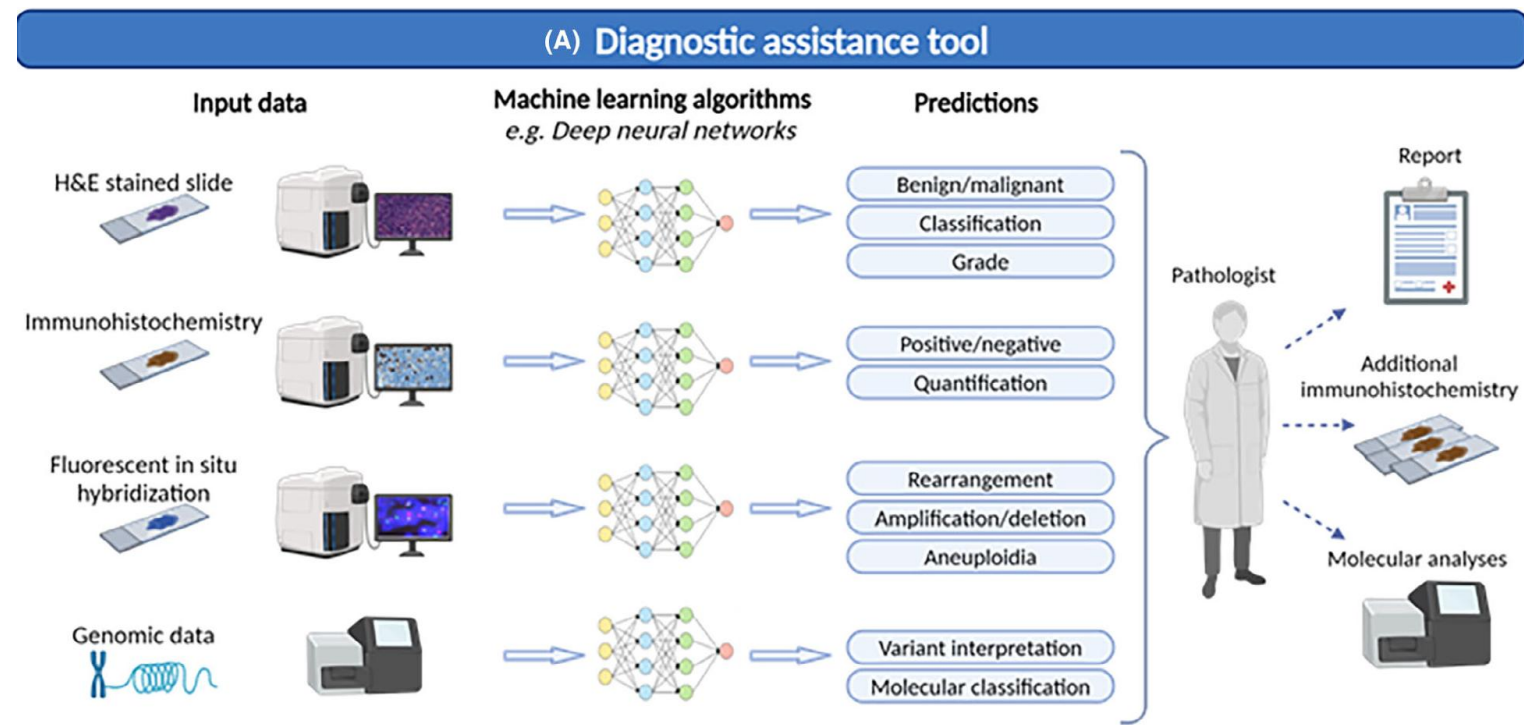 (A) Diagnostic assistance tool
Input data
Machine learning algorithms
e.g. Deep neural networks
Predictions
H&E stained slide
Benign/malignant
Classification
Grade
Immunohistochemistry
Positive/negative
Quantification
Fluorescent in situ
hybridization
Rearrangement
Amplification/deletion
Aneuploidia
Genomic data
Variant interpretation
Molecular classification
Pathologist
Report
Additional
immunohistochemistry
Molecular analyses